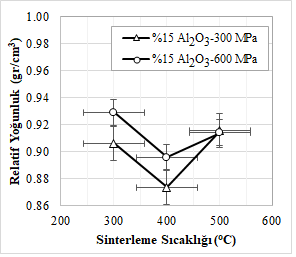 Relatif Yoğunluk (gr/cm³)
1.00
0.98
0.96
0.94
0.92
0.90
0.88
0.86
%15 Al₂O₃-300 MPa
%15 Al₂O₃-600 MPa
200 300 400 500 600
Sinterleme Sıcaklığı (⁰C)